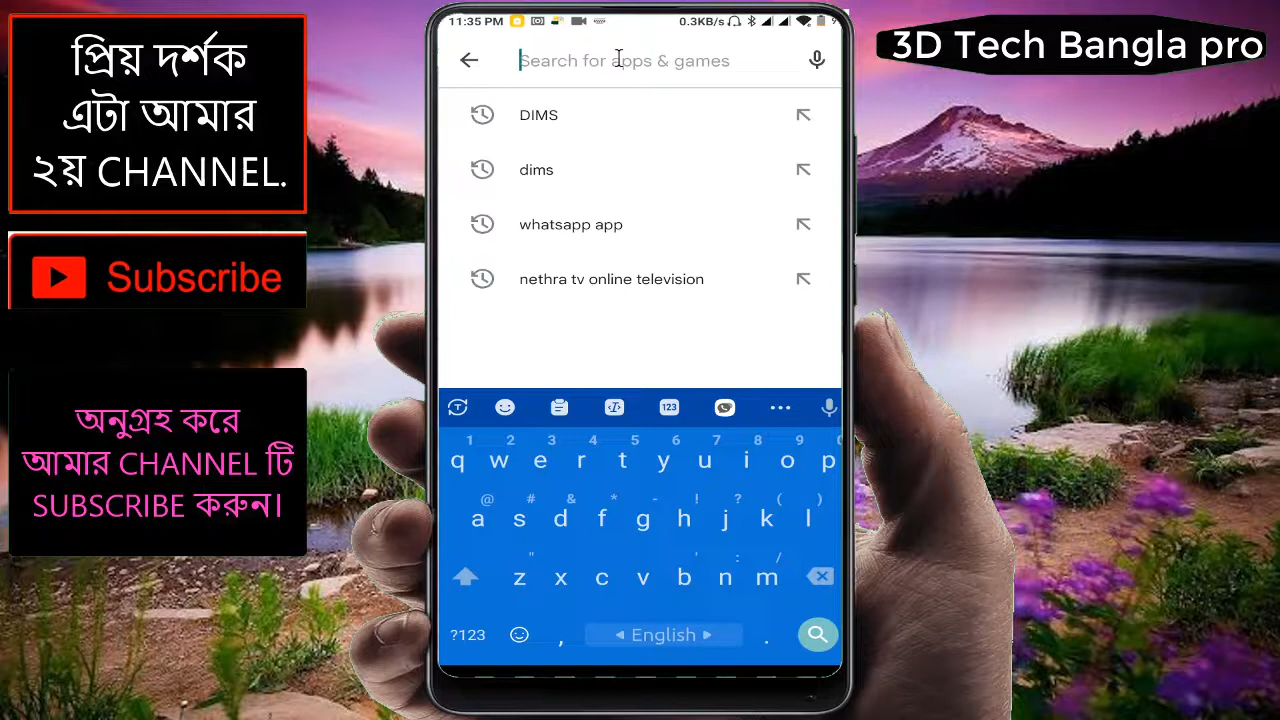 প্রিয় দর্শক
এটা আমার
২য় CHANNEL.
Subscribe
অনুগ্রহ করে
আমার CHANNEL টি
SUBSCRIBE করুন।
3D Tech Bangla pro
11:35 PM
0.3KB/s
Search for apps & games
DIMS
dims
whatsapp app
nethra tv online television
123
1 2 3 4 5 6 7 8 9 0
q w e r t y u i o p
@ # & * - ! ? ( )
a s d f g h j k l
" ' : /
z x c v b n m
?123 , English .